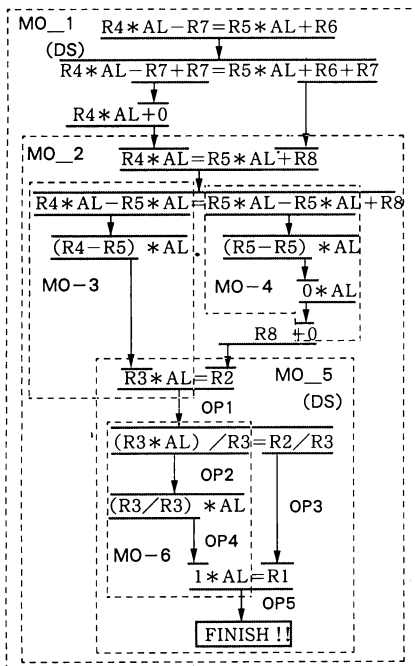 MO_1
R4*AL-R7=R5*AL+R6
(DS)
R4*AL-R7+R7=R5*AL+R6+R7
R4*AL+0
MO_2
R4*AL=R5*AL+R8
R4*AL-R5*AL=R5*AL-R5*AL+R8
(R4-R5) *AL
(R5-R5) *AL
MO-3
MO-4
0*AL
R8 +0
R3*AL=R2
MO_5
(DS)
OP1
(R3*AL) /R3=R2/R3
OP2
(R3/R3) *AL
OP3
OP4
MO-6
1*AL=R1
OP5
FINISH !!